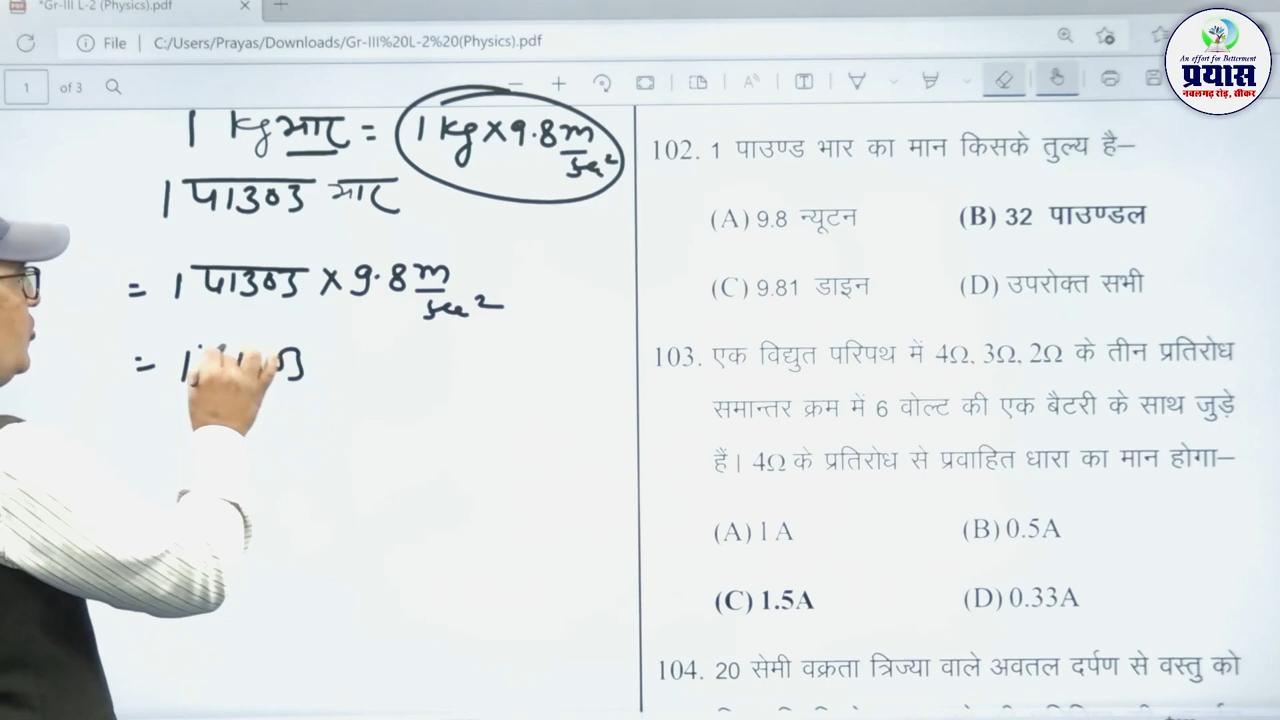 *Gr-III L-2 (Physics).pdf
File | C:/Users/Prayas/Downloads/Gr-III%20L-2%20(Physics).pdf
1 of 3
An effort for Betterment
प्रयास
नवलगढ़ रोड़, सीकर
1 kg भार = 1 kg × 9.8 m/sec²
1 पाउण्ड भार
= 1 पाउण्ड × 9.8 m/sec²
= 1
102. 1 पाउण्ड भार का मान किसके तुल्य है–
(A) 9.8 न्यूटन (B) 32 पाउण्डल
(C) 9.81 डाइन (D) उपरोक्त सभी
103. एक विद्युत परिपथ में 4Ω, 3Ω, 2Ω के तीन प्रतिरोध
समान्तर क्रम में 6 वोल्ट की एक बैटरी के साथ जुड़े
हैं। 4Ω के प्रतिरोध से प्रवाहित धारा का मान होगा–
(A) 1 A (B) 0.5A
(C) 1.5A (D) 0.33A
104. 20 सेमी वक्रता त्रिज्या वाले अवतल दर्पण से वस्तु को